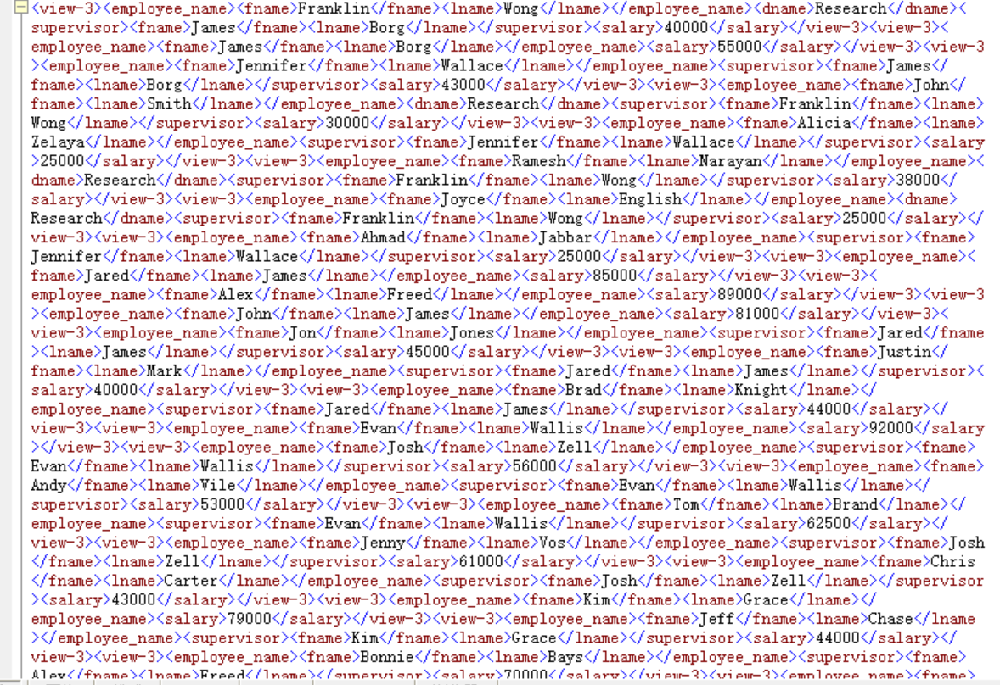 <view-3><employee_name><fname>Franklin</fname><lname>Wong</lname></employee_name><dname>Research</dname><
supervisor><fname>James</fname><lname>Borg</lname></supervisor><salary>40000</salary></view-3><view-3><
employee_name><fname>James</fname><lname>Borg</lname></employee_name><salary>55000</salary></view-3><view-3
><employee_name><fname>Jennifer</fname><lname>Wallace</lname></employee_name><supervisor><fname>James</
fname><lname>Borg</lname></supervisor><salary>43000</salary></view-3><view-3><employee_name><fname>John</
fname><lname>Smith</lname></employee_name><dname>Research</dname><supervisor><fname>Franklin</fname><lname>
Wong</lname></supervisor><salary>30000</salary></view-3><view-3><employee_name><fname>Alicia</fname><lname>
Zelaya</lname></employee_name><supervisor><fname>Jennifer</fname><lname>Wallace</lname></supervisor><salary
>25000</salary></view-3><view-3><employee_name><fname>Ramesh</fname><lname>Narayan</lname></employee_name><
dname>Research</dname><supervisor><fname>Franklin</fname><lname>Wong</lname></supervisor><salary>38000</
salary></view-3><view-3><employee_name><fname>Joyce</fname><lname>English</lname></employee_name><dname>
Research</dname><supervisor><fname>Franklin</fname><lname>Wong</lname></supervisor><salary>25000</salary></
view-3><view-3><employee_name><fname>Ahmad</fname><lname>Jabbar</lname></employee_name><supervisor><fname>
Jennifer</fname><lname>Wallace</lname></supervisor><salary>25000</salary></view-3><view-3><employee_name><
fname>Jared</fname><lname>James</lname></employee_name><salary>85000</salary></view-3><view-3><
employee_name><fname>Alex</fname><lname>Freed</lname></employee_name><salary>89000</salary></view-3><view-3
><employee_name><fname>John</fname><lname>James</lname></employee_name><salary>81000</salary></view-3><
view-3><employee_name><fname>Jon</fname><lname>Jones</lname></employee_name><supervisor><fname>Jared</fname
><lname>James</lname></supervisor><salary>45000</salary></view-3><view-3><employee_name><fname>Justin</
fname><lname>Mark</lname></employee_name><supervisor><fname>Jared</fname><lname>James</lname></supervisor><
salary>40000</salary></view-3><view-3><employee_name><fname>Brad</fname><lname>Knight</lname></
employee_name><supervisor><fname>Jared</fname><lname>James</lname></supervisor><salary>44000</salary></
view-3><view-3><employee_name><fname>Evan</fname><lname>Wallis</lname></employee_name><salary>92000</salary
></view-3><view-3><employee_name><fname>Josh</fname><lname>Zell</lname></employee_name><supervisor><fname>
Evan</fname><lname>Wallis</lname></supervisor><salary>56000</salary></view-3><view-3><employee_name><fname>
Andy</fname><lname>Vile</lname></employee_name><supervisor><fname>Evan</fname><lname>Wallis</lname></
supervisor><salary>53000</salary></view-3><view-3><employee_name><fname>Tom</fname><lname>Brand</lname></
employee_name><supervisor><fname>Evan</fname><lname>Wallis</lname></supervisor><salary>62500</salary></
view-3><view-3><employee_name><fname>Jenny</fname><lname>Vos</lname></employee_name><supervisor><fname>Josh
</fname><lname>Zell</lname></supervisor><salary>61000</salary></view-3><view-3><employee_name><fname>Chris
</fname><lname>Carter</lname></employee_name><supervisor><fname>Josh</fname><lname>Zell</lname></supervisor
><salary>43000</salary></view-3><view-3><employee_name><fname>Kim</fname><lname>Grace</lname></
employee_name><salary>79000</salary></view-3><view-3><employee_name><fname>Jeff</fname><lname>Chase</lname
></employee_name><supervisor><fname>Kim</fname><lname>Grace</lname></supervisor><salary>44000</salary></
view-3><view-3><employee_name><fname>Bonnie</fname><lname>Bays</lname></employee_name><supervisor><fname>
Alex</fname><lname>Freed</lname></supervisor><salary>70000</salary></view-3><view-3><employee_name><fname>